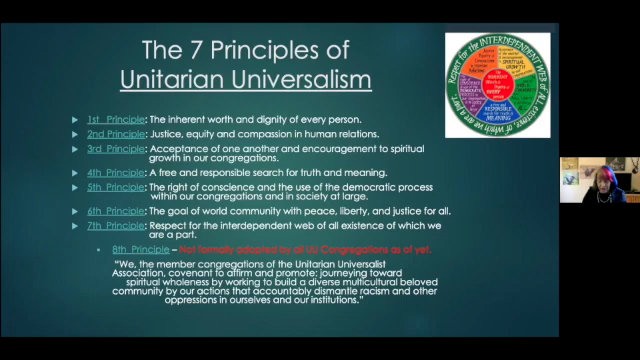 The 7 Principles of
Unitarian Universalism
1st Principle: The inherent worth and dignity of every person.
2nd Principle: Justice, equity and compassion in human relations.
3rd Principle: Acceptance of one another and encouragement to spiritual
growth in our congregations.
4th Principle: A free and responsible search for truth and meaning.
5th Principle: The right of conscience and the use of the democratic process
within our congregations and in society at large.
6th Principle: The goal of world community with peace, liberty, and justice for all.
7th Principle: Respect for the interdependent web of all existence of which we
are a part.
8th Principle – Not formally adopted by all UU Congregations as of yet.
"We, the member congregations of the Unitarian Universalist
Association, covenant to affirm and promote: journeying toward
spiritual wholeness by working to build a diverse multicultural beloved
community by our actions that accountably dismantle racism and other
oppressions in ourselves and our institutions."
Respect for the INTERDEPENDENT WEB of ALL existence of which we are a part.
SPIRITUAL
GROWTH
RESPONSIBLE
MEANING